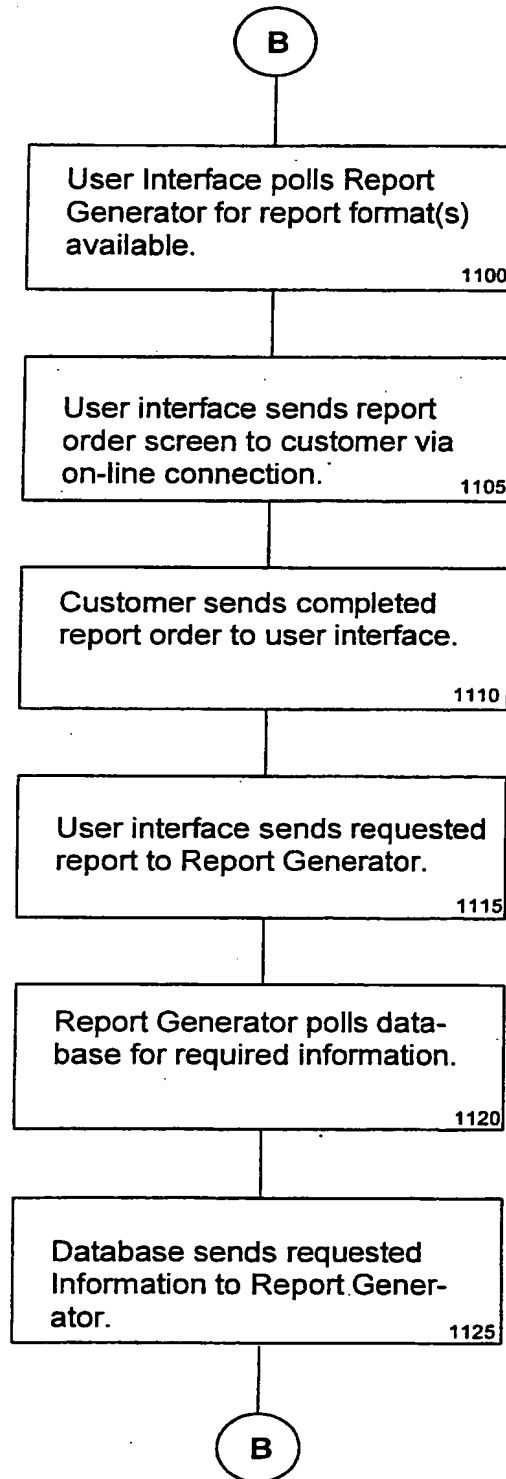 B
User Interface polls Report
Generator for report format(s)
available.
1100
User interface sends report
order screen to customer via
on-line connection.
1105
Customer sends completed
report order to user interface.
1110
User interface sends requested
report to Report Generator.
1115
Report Generator polls data-
base for required information.
1120
Database sends requested
Information to Report Gener-
ator.
1125
B